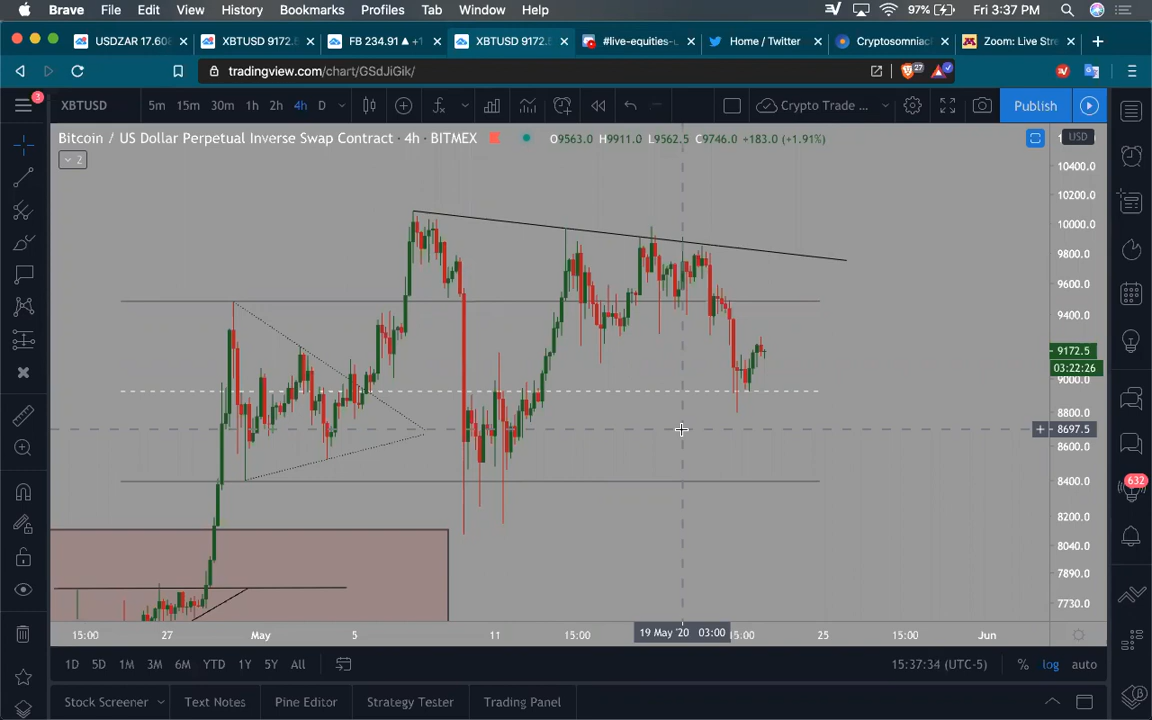 Brave File Edit View History Bookmarks Profiles Tab Window Help 97% Fri 3:37 PM
USDZAR 17.608 XBTUSD 9172.5 FB 234.91 ▲ +1 XBTUSD 9172.5 #live-equities-u Home / Twitter Cryptosomniac Zoom: Live Stre
tradingview.com/chart/GSdJiGik/ 27
3 XBTUSD 5m 15m 30m 1h 2h 4h D Crypto Trade ... Publish
Bitcoin / US Dollar Perpetual Inverse Swap Contract · 4h · BITMEX O9563.0 H9911.0 L9562.5 C9746.0 +183.0 (+1.91%) USD
2
10400.0
10200.0
10000.0
9800.0
9600.0
9400.0
9172.5
03:22:26
9000.0
8800.0
8697.5
8600.0
8400.0
632
8200.0
8040.0
7890.0
7730.0
15:00 27 May 5 11 15:00 19 May '20 03:00 15:00 25 15:00 Jun
1D 5D 1M 3M 6M YTD 1Y 5Y All 15:37:34 (UTC-5) % log auto
Stock Screener Text Notes Pine Editor Strategy Tester Trading Panel